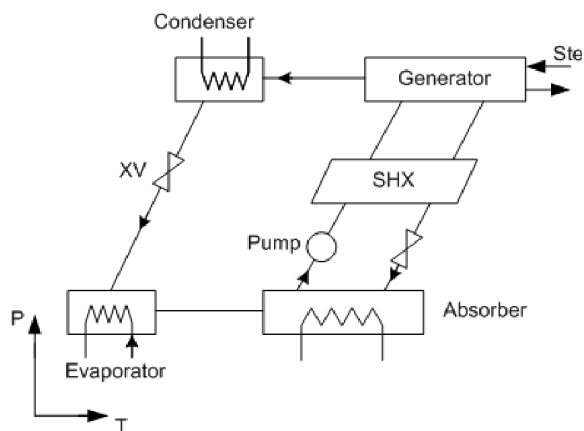 Condenser
Ste
Generator
XV
SHX
Pump
Absorber
P
Evaporator
T